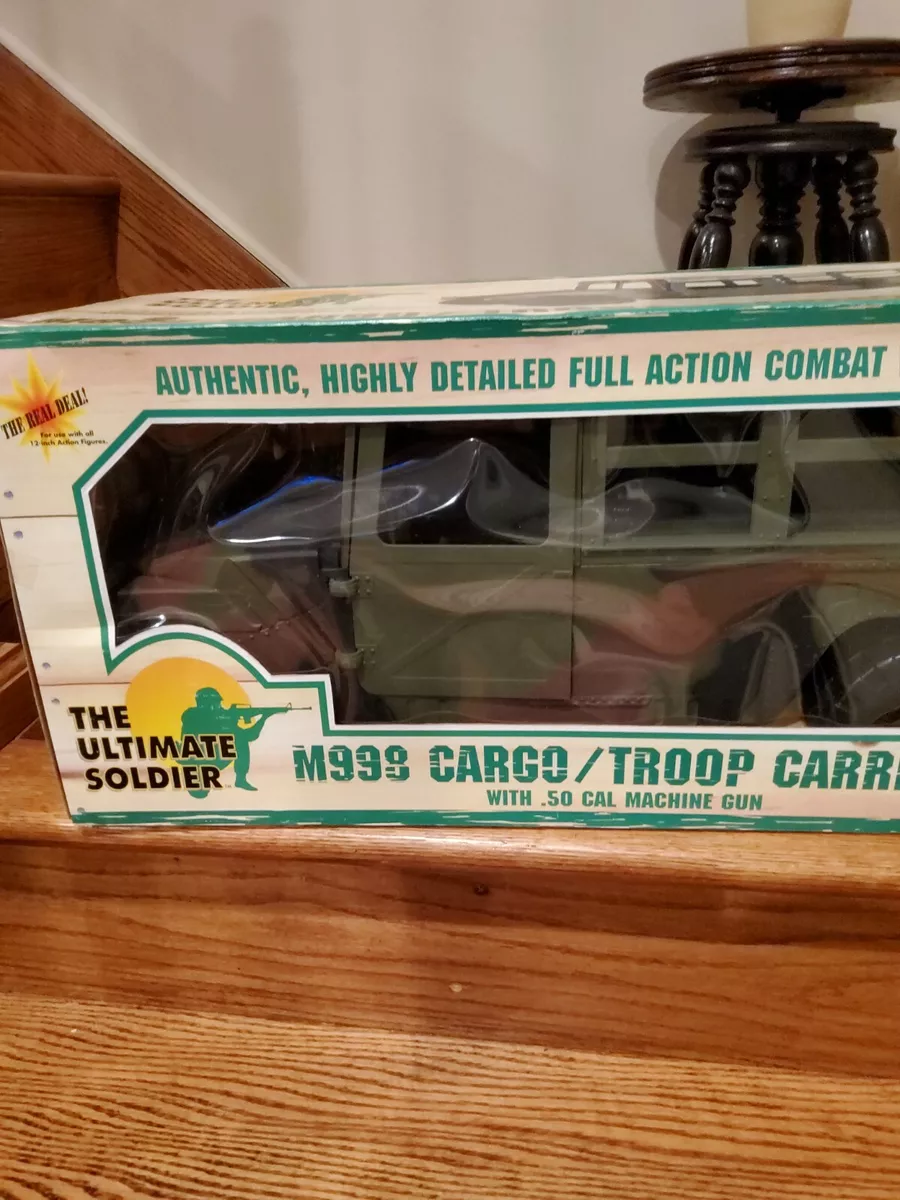 AUTHENTIC, HIGHLY DETAILED FULL ACTION COMBAT
THE REAL DEAL!
For use with all
12-inch Action Figures.
THE
ULTIMATE
SOLDIER™
M998 CARGO/TROOP CARR
WITH .50 CAL MACHINE GUN